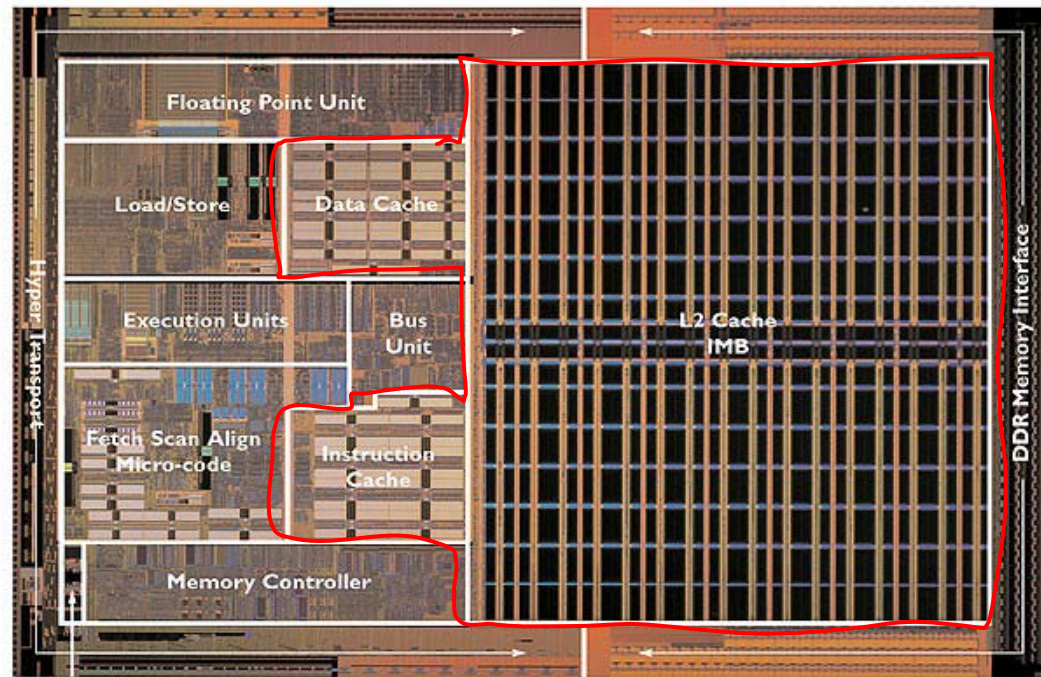 Floating Point Unit
Load/Store
Data Cache
Hyper Transport
Execution Units
Bus
Unit
L2 Cache
IMB
DDR Memory Interface
Fetch Scan Align
Micro-code
Instruction
Cache
Memory Controller